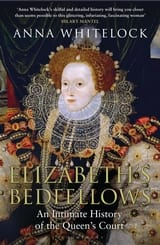 ANNA WHITELOCK
'Anna Whitelock's skilful and detailed history will bring you closer
than seems possible to this glittering, infuriating, fascinating woman'
HILARY MANTEL
ELIZABETH'S
BEDFELLOWS
An Intimate History
of the Queen's Court